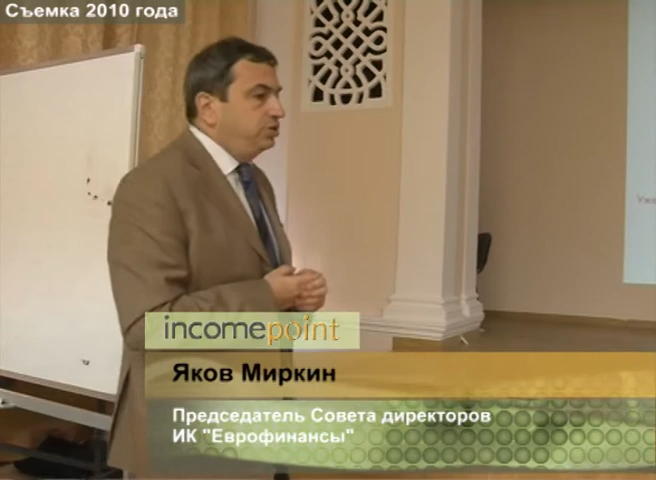 Съемка 2010 года
incomepoint
Яков Миркин
Председатель Совета директоров
ИК "Еврофинансы"